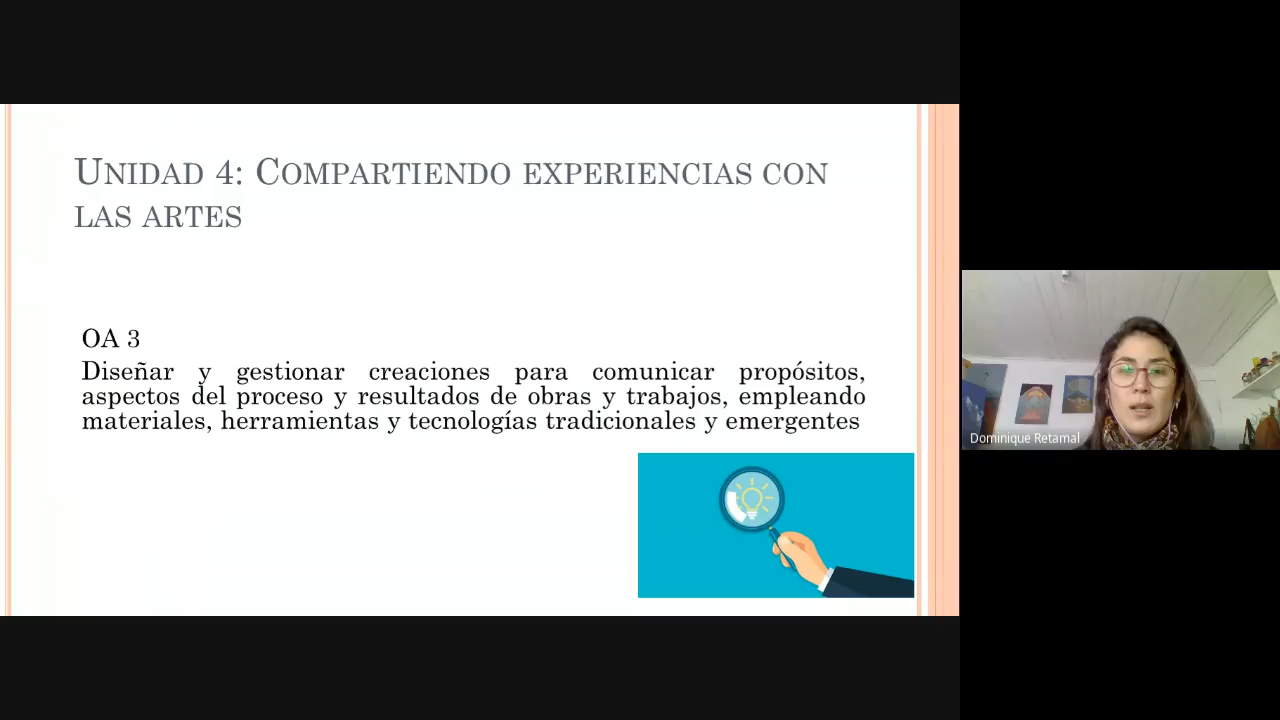 Unidad 4: Compartiendo experiencias con
las artes
OA 3
Diseñar y gestionar creaciones para comunicar propósitos,
aspectos del proceso y resultados de obras y trabajos, empleando
materiales, herramientas y tecnologías tradicionales y emergentes
Dominique Retamal